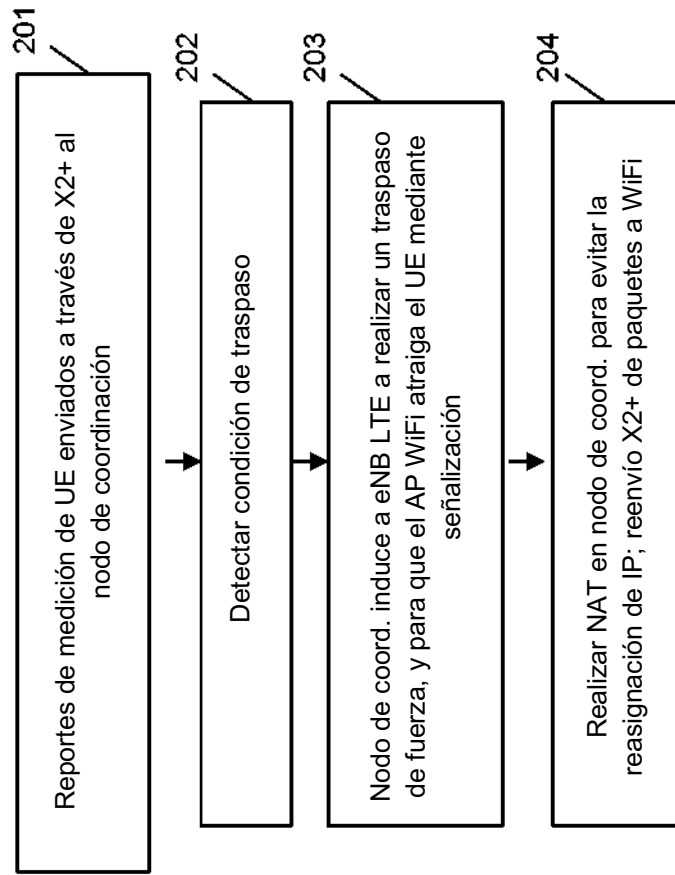 201
Reportes de medición de UE enviados a través de X2+ al
nodo de coordinación
202
Detectar condición de traspaso
203
Nodo de coord. induce a eNB LTE a realizar un traspaso
de fuerza, y para que el AP WiFi atraiga el UE mediante
señalización
204
Realizar NAT en nodo de coord. para evitar la
reasignación de IP; reenvío X2+ de paquetes a WiFi